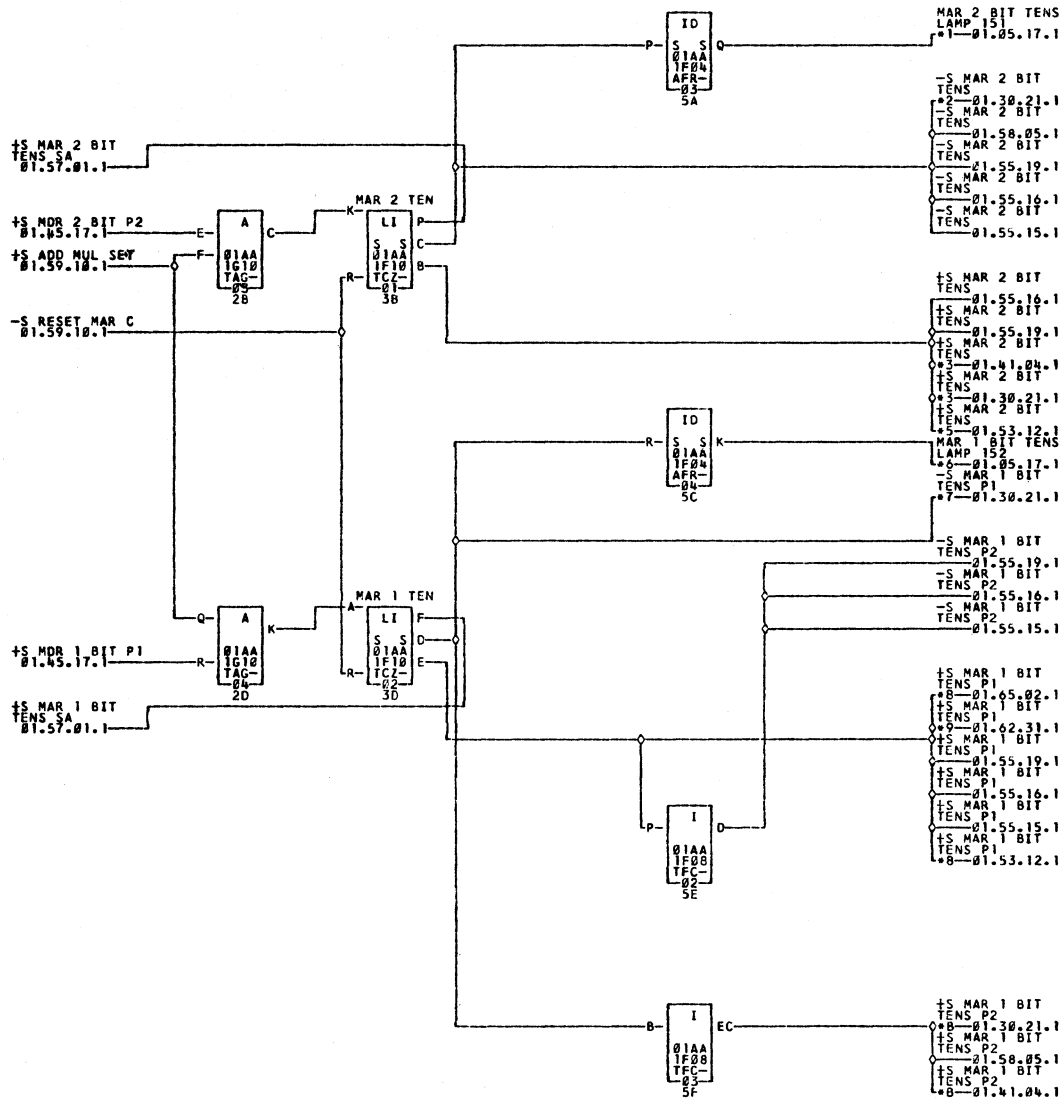 +S MAR 2 BIT
TENS SA
01.57.01.1
+S MDR 2 BIT P2
01.45.17.1
+S ADD MUL SET
01.59.10.1
-S RESET MAR C
01.59.10.1
+S MDR 1 BIT P1
01.45.17.1
+S MAR 1 BIT
TENS SA
01.57.01.1
E
F
A
01AA
1G10
TAG-
03
2B
C
Q
R
A
01AA
1G10
TAG-
04
2D
K
MAR 2 TEN
K
R
LI
S S
01AA
1F10
TCZ-
01
3B
P
C
B
MAR 1 TEN
A
R
LI
S S
01AA
1F10
TCZ-
02
3D
F
D
E
P
ID
S S
01AA
1F04
AFR-
03
5A
Q
R
ID
S S
01AA
1F04
AFR-
04
5C
K
P
I
01AA
1F08
TFC-
02
5E
D
B
I
01AA
1F08
TFC-
03
5F
EC
MAR 2 BIT TENS
LAMP 151
*1—01.05.17.1
-S MAR 2 BIT
TENS
*2—01.30.21.1
-S MAR 2 BIT
TENS
01.58.05.1
-S MAR 2 BIT
TENS
01.55.19.1
-S MAR 2 BIT
TENS
01.55.16.1
-S MAR 2 BIT
TENS
01.55.15.1
+S MAR 2 BIT
TENS
01.55.16.1
+S MAR 2 BIT
TENS
01.55.19.1
+S MAR 2 BIT
TENS
*3—01.41.04.1
+S MAR 2 BIT
TENS
*3—01.30.21.1
+S MAR 2 BIT
TENS
*5—01.53.12.1
MAR 1 BIT TENS
LAMP 152
*6—01.05.17.1
-S MAR 1 BIT
TENS P1
*7—01.30.21.1
-S MAR 1 BIT
TENS P2
01.55.19.1
-S MAR 1 BIT
TENS P2
01.55.16.1
-S MAR 1 BIT
TENS P2
01.55.15.1
+S MAR 1 BIT
TENS P1
*8—01.65.02.1
+S MAR 1 BIT
TENS P1
*9—01.62.31.1
+S MAR 1 BIT
TENS P1
01.55.19.1
+S MAR 1 BIT
TENS P1
01.55.16.1
+S MAR 1 BIT
TENS P1
01.55.15.1
+S MAR 1 BIT
TENS P1
*8—01.53.12.1
+S MAR 1 BIT
TENS P2
*B—01.30.21.1
+S MAR 1 BIT
TENS P2
01.58.05.1
+S MAR 1 BIT
TENS P2
*B—01.41.04.1